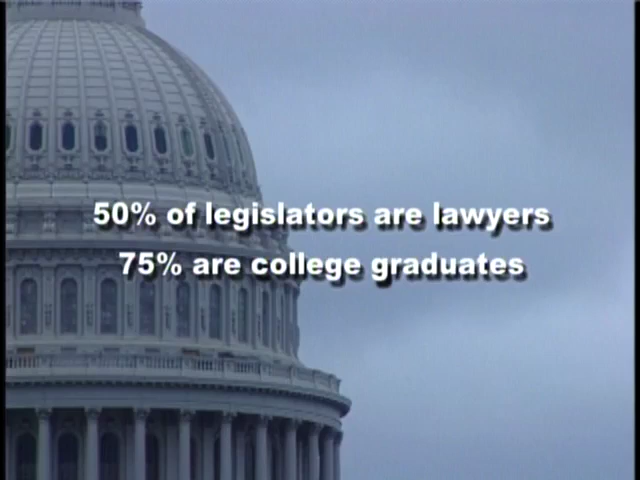 50% of legislators are lawyers
75% are college graduates